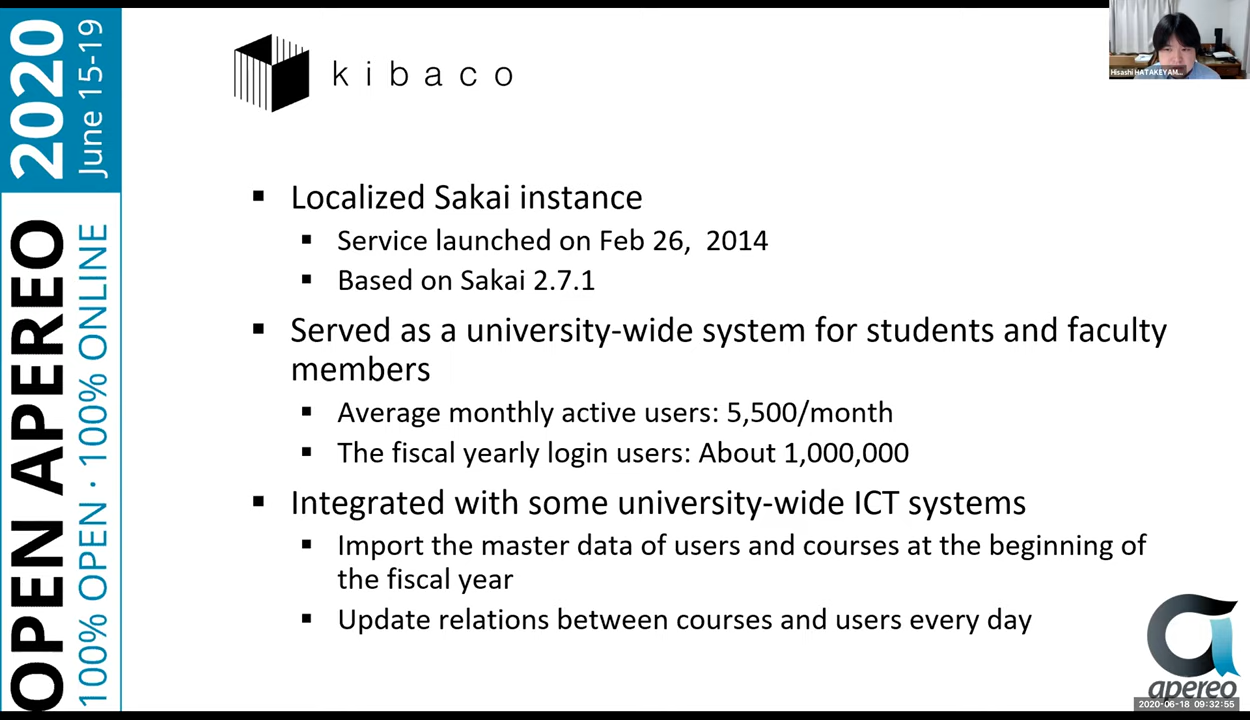 OPEN APEREO 2020
100% OPEN · 100% ONLINE June 15-19
kibaco
Hisashi HATAKEYAM...
▪ Localized Sakai instance
▪ Service launched on Feb 26, 2014
▪ Based on Sakai 2.7.1
▪ Served as a university-wide system for students and faculty
members
▪ Average monthly active users: 5,500/month
▪ The fiscal yearly login users: About 1,000,000
▪ Integrated with some university-wide ICT systems
▪ Import the master data of users and courses at the beginning of
the fiscal year
▪ Update relations between courses and users every day
apereo
2020-06-18 09:32:55